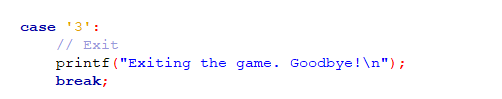 case '3':
    // Exit
    printf("Exiting the game. Goodbye!\n");
    break;